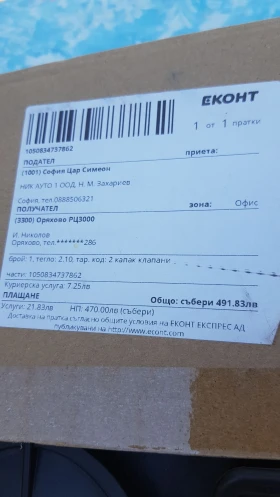 ЕКОНТ
1 от 1 пратки
1050834737862
ПОДАТЕЛ
приета:
(1001) София Цар Симеон
НИК АУТО 1 ООД, Н. М. Захариев
София, тел.0888506321
ПОЛУЧАТЕЛ
зона: Офис
(3300) Оряхово РЦ3000
И. Николов
Оряхово, тел.*******286
брой: 1, тегло: 2.10, тар. код: 2 капак клапани
части: 1050834737862
Куриерска услуга: 7.25лв
ПЛАЩАНЕ
Общо: събери 491.83лв
Услуги: 21.83лв НП: 470.00лв (събери)
Доставка на пратка съгласно общите условия на ЕКОНТ ЕКСПРЕС АД
публикувани на http://www.econt.com